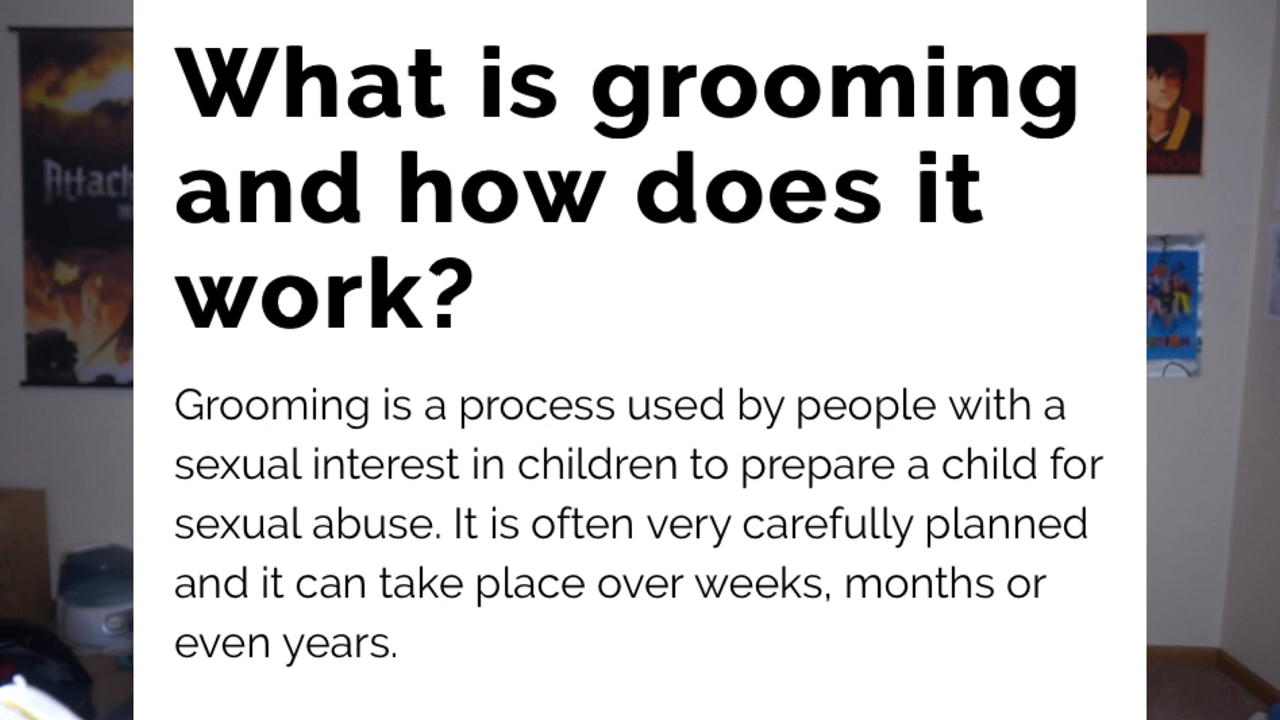 What is grooming
and how does it
work?
Grooming is a process used by people with a
sexual interest in children to prepare a child for
sexual abuse. It is often very carefully planned
and it can take place over weeks, months or
even years.
Attach